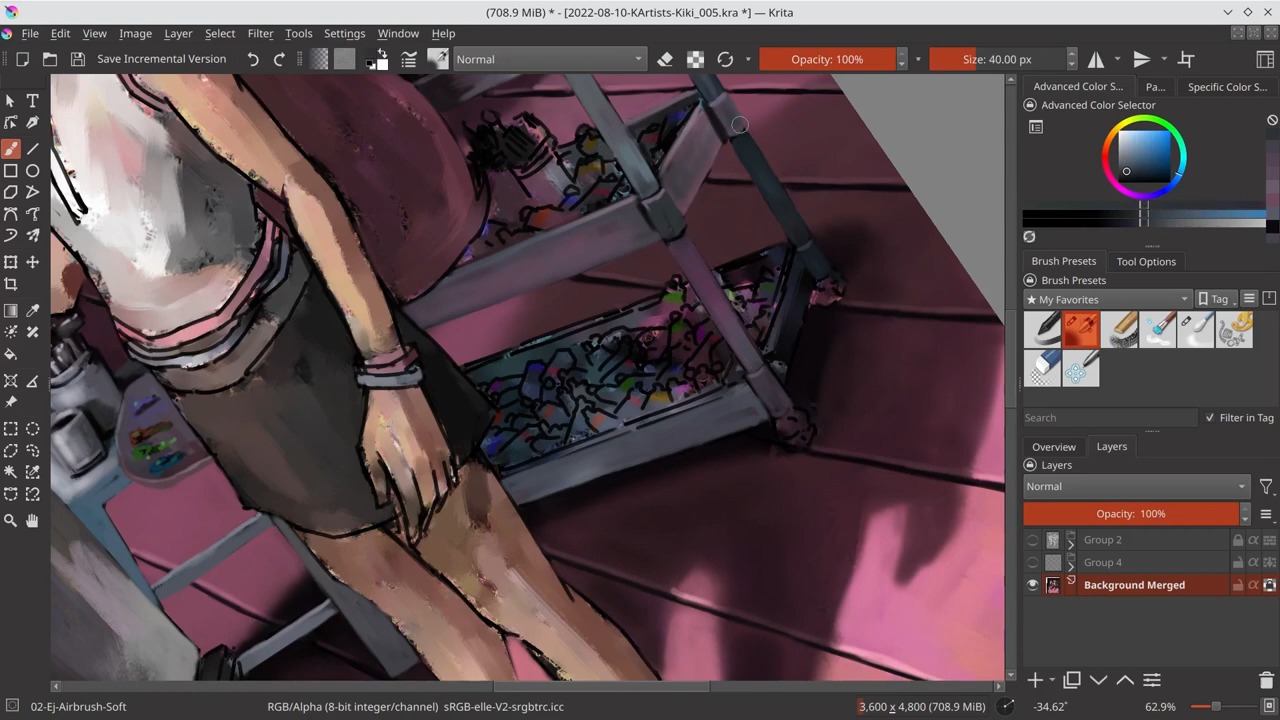 (708.9 MiB) * - [2022-08-10-KArtists-Kiki_005.kra *] — Krita
File Edit View Image Layer Select Filter Tools Settings Window Help
Save Incremental Version Normal Opacity: 100% Size: 40.00 px
Advanced Color S... Pa... Specific Color S...
Advanced Color Selector
Brush Presets Tool Options
Brush Presets
My Favorites Tag
Search Filter in Tag
Overview Layers
Layers
Normal
Opacity: 100%
Group 2
Group 4
Background Merged
02-Ej-Airbrush-Soft RGB/Alpha (8-bit integer/channel) sRGB-elle-V2-srgbtrc.icc 3,600 x 4,800 (708.9 MiB) -34.62° 62.9%